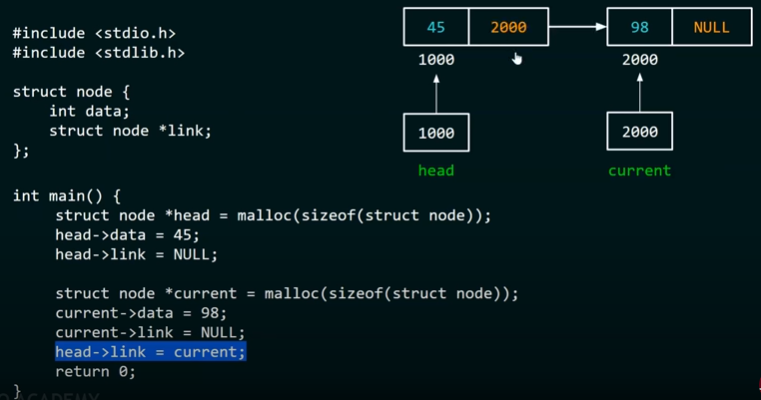 #include <stdio.h>
#include <stdlib.h>
struct node {
int data;
struct node *link;
};
int main() {
struct node *head = malloc(sizeof(struct node));
head->data = 45;
head->link = NULL;
struct node *current = malloc(sizeof(struct node));
current->data = 98;
current->link = NULL;
head->link = current;
return 0;
}
45 2000
98 NULL
1000
2000
1000
2000
head
current
ACADEMY